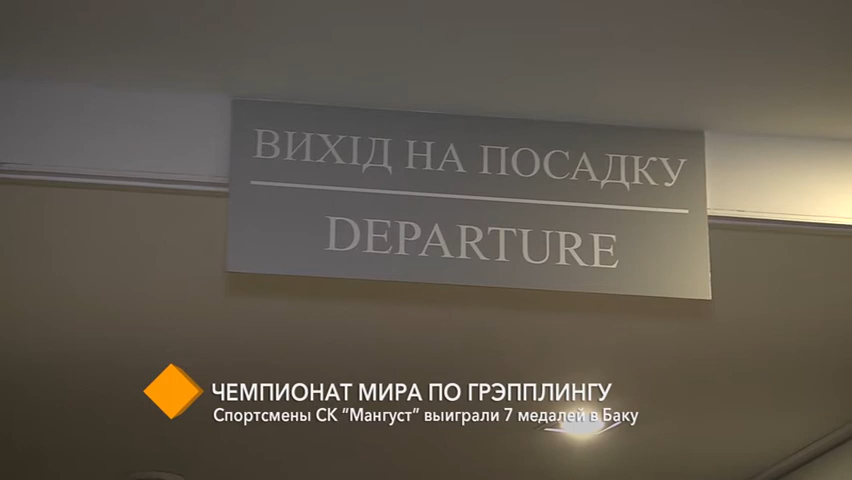 ВИХІД НА ПОСАДКУ
DEPARTURE
ЧЕМПИОНАТ МИРА ПО ГРЭППЛИНГУ
Спортсмены СК "Мангуст" выиграли 7 медалей в Баку